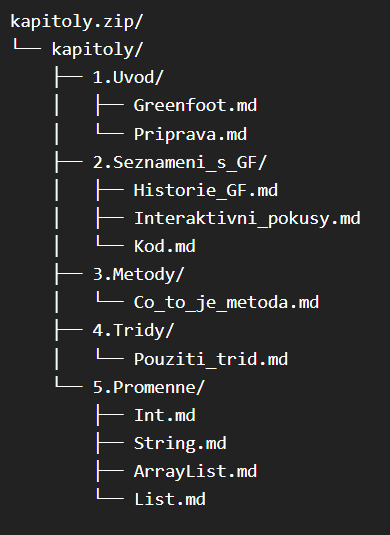 kapitoly.zip/
└── kapitoly/
    ├── 1.Uvod/
    │   ├── Greenfoot.md
    │   └── Priprava.md
    ├── 2.Seznameni_s_GF/
    │   ├── Historie_GF.md
    │   ├── Interaktivni_pokusy.md
    │   └── Kod.md
    ├── 3.Metody/
    │   └── Co_to_je_metoda.md
    ├── 4.Tridy/
    │   └── Pouziti_trid.md
    └── 5.Promenne/
        ├── Int.md
        ├── String.md
        ├── ArrayList.md
        └── List.md